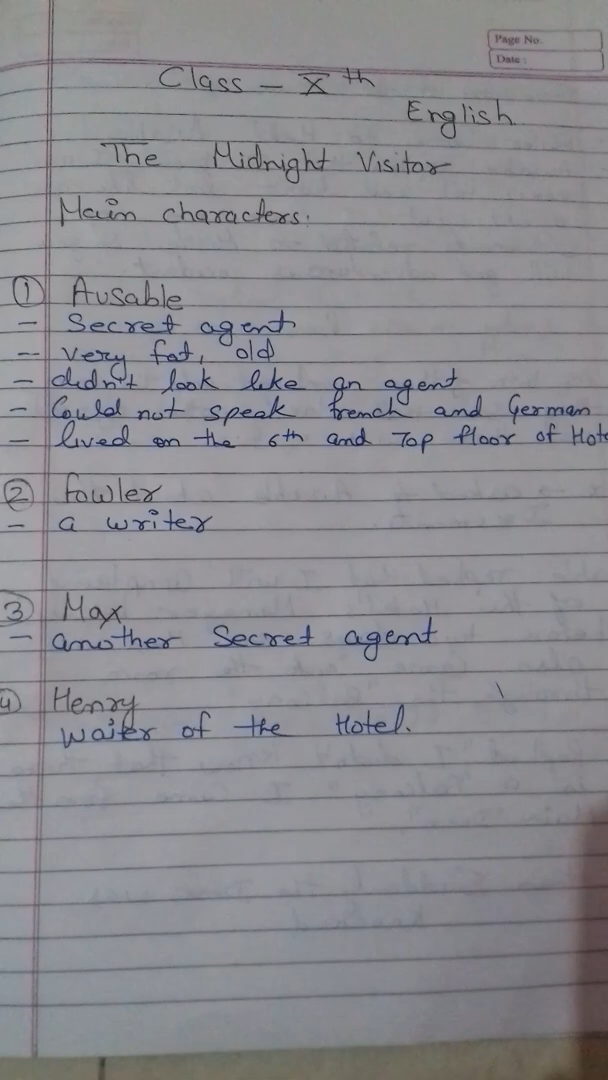 Page No.
Date :
Class – Xth
English
The Midnight Visitor
Main characters:
① Ausable
– Secret agent
– very fat, old
– didn't look like an agent
– Could not speak french and German
– lived on the 6th and Top floor of Hote
② fowler
– a writer
③ Max
– another Secret agent
4) Henry
waiter of the Hotel.